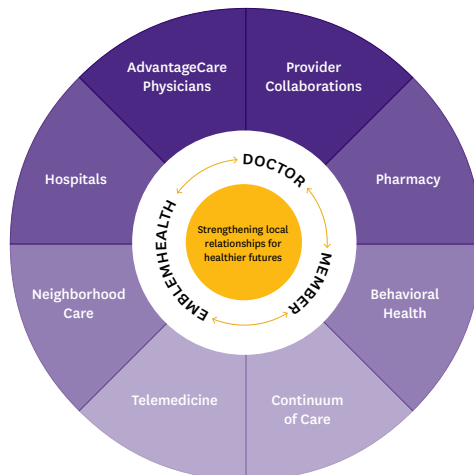 AdvantageCare
Physicians
Provider
Collaborations
Hospitals
Pharmacy
DOCTOR
MEMBER
EMBLEMHEALTH
Strengthening local
relationships for
healthier futures
Neighborhood
Care
Behavioral
Health
Telemedicine
Continuum
of Care